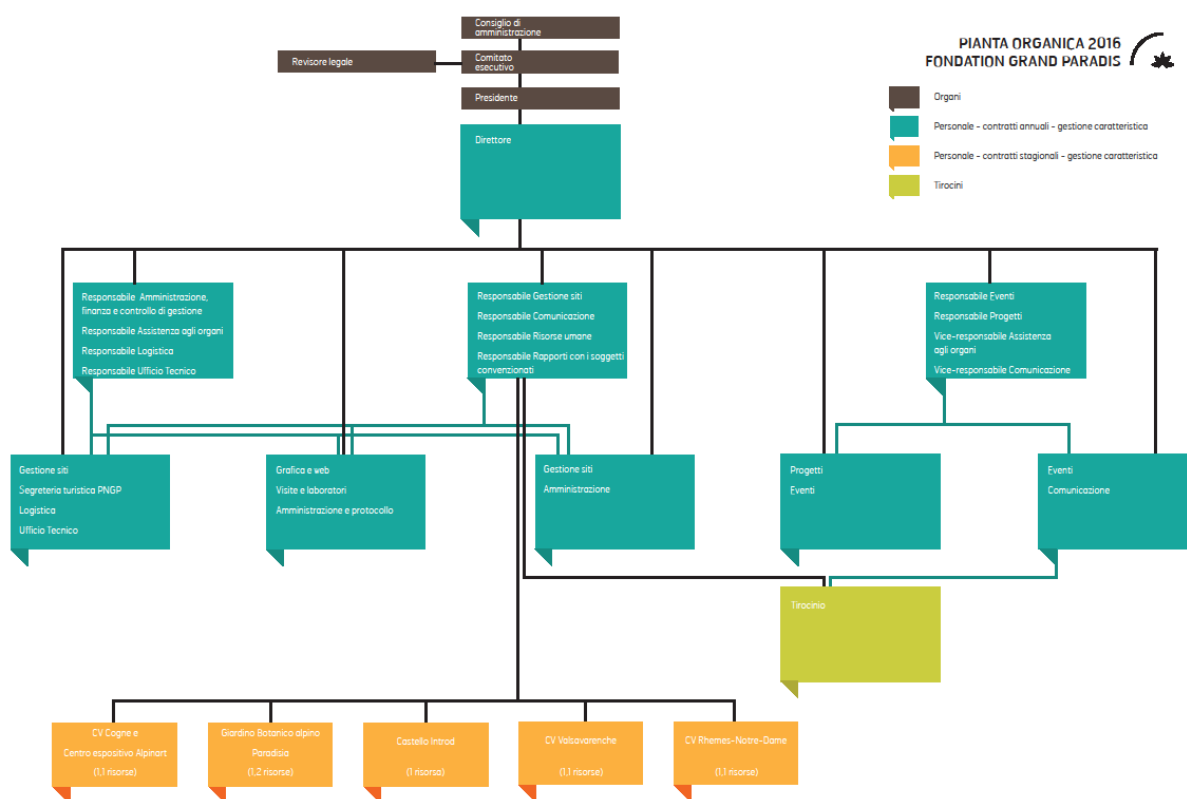 Consiglio di
amministrazione
PIANTA ORGANICA 2016
FONDATION GRAND PARADIS
Revisore legale
Comitato
esecutivo
Presidente
Organi
Personale - contratti annuali - gestione caratteristica
Personale - contratti stagionali - gestione caratteristica
Tirocini
Direttore
Responsabile Amministrazione,
finanza e controllo di gestione
Responsabile Assistenza agli organi
Responsabile Logistica
Responsabile Ufficio Tecnico
Responsabile Gestione siti
Responsabile Comunicazione
Responsabile Risorse umane
Responsabile Rapporti con i soggetti
convenzionati
Responsabile Eventi
Responsabile Progetti
Vice-responsabile Assistenza
agli organi
Vice-responsabile Comunicazione
Gestione siti
Segreteria turistica PNGP
Logistica
Ufficio Tecnico
Grafica e web
Visite e laboratori
Amministrazione e protocollo
Gestione siti
Amministrazione
Progetti
Eventi
Eventi
Comunicazione
Tirocinio
CV Cogne e
Centro espositivo Alpinart
(1,1 risorse)
Giardino Botanico alpino
Paradisia
(1,2 risorse)
Castello Introd
(1 risorsa)
CV Valsavarenche
(1,1 risorse)
CV Rhemes-Notre-Dame
(1,1 risorse)